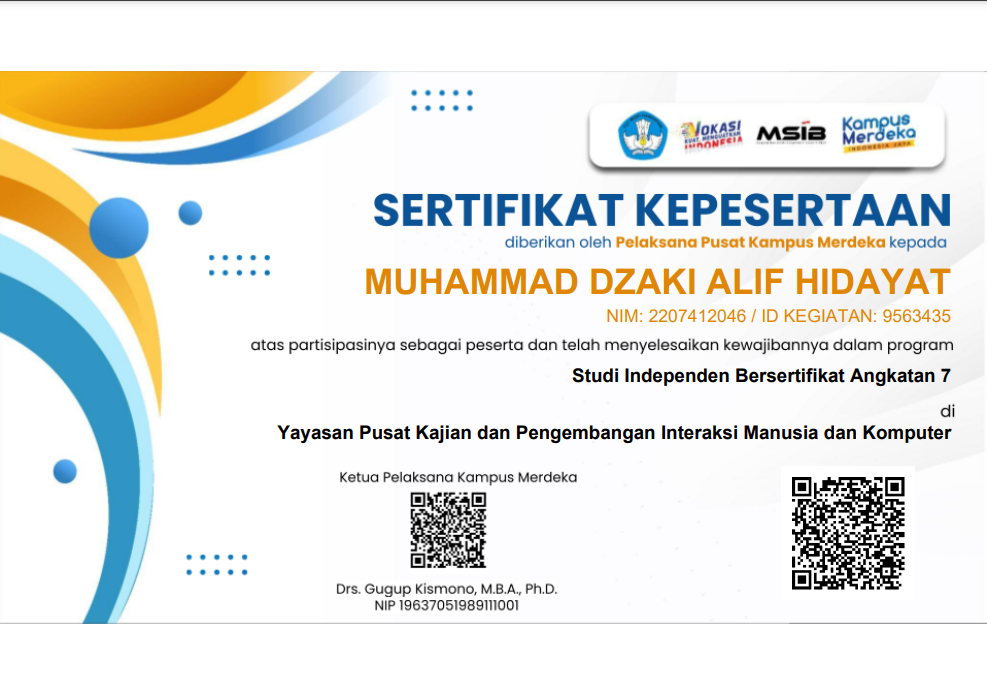 VOKASI
KUAT, MENGUATKAN
INDONESIA
MSIB
Kampus
Merdeka
INDONESIA JAYA
SERTIFIKAT KEPESERTAAN
diberikan oleh Pelaksana Pusat Kampus Merdeka kepada
MUHAMMAD DZAKI ALIF HIDAYAT
NIM: 2207412046 / ID KEGIATAN: 9563435
atas partisipasinya sebagai peserta dan telah menyelesaikan kewajibannya dalam program
Studi Independen Bersertifikat Angkatan 7
di
Yayasan Pusat Kajian dan Pengembangan Interaksi Manusia dan Komputer
Ketua Pelaksana Kampus Merdeka
Drs. Gugup Kismono, M.B.A., Ph.D.
NIP 19637051989111001